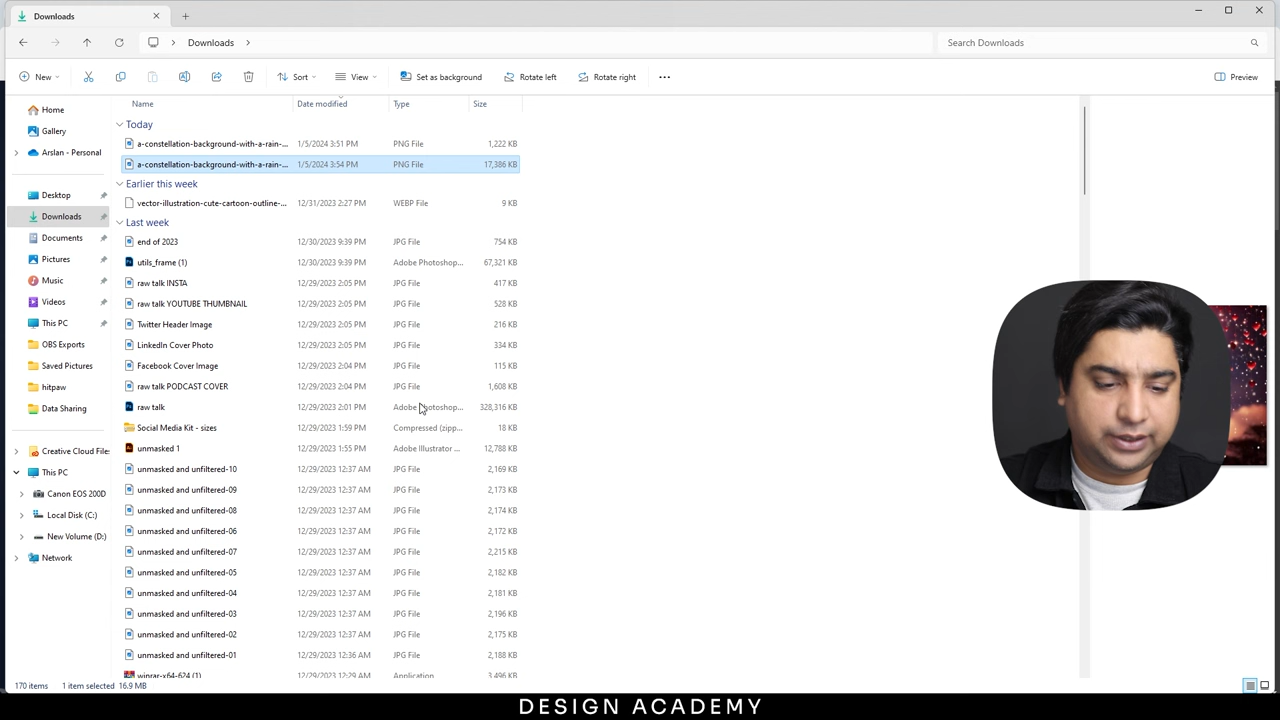 Downloads
Downloads
Search Downloads
New
Sort
View
Set as background
Rotate left
Rotate right
Preview
Home
Gallery
Arslan - Personal
Desktop
Downloads
Documents
Pictures
Music
Videos
This PC
OBS Exports
Saved Pictures
hitpaw
Data Sharing
Creative Cloud Files
This PC
Canon EOS 200D
Local Disk (C:)
New Volume (D:)
Network
Name Date modified Type Size
Today
a-constellation-background-with-a-rain-... 1/5/2024 3:51 PM PNG File 1,222 KB
a-constellation-background-with-a-rain-... 1/5/2024 3:54 PM PNG File 17,386 KB
Earlier this week
vector-illustration-cute-cartoon-outline-... 12/31/2023 2:27 PM WEBP File 9 KB
Last week
end of 2023 12/30/2023 9:39 PM JPG File 754 KB
utils_frame (1) 12/30/2023 9:39 PM Adobe Photoshop... 67,321 KB
raw talk INSTA 12/29/2023 2:05 PM JPG File 417 KB
raw talk YOUTUBE THUMBNAIL 12/29/2023 2:05 PM JPG File 528 KB
Twitter Header Image 12/29/2023 2:05 PM JPG File 216 KB
LinkedIn Cover Photo 12/29/2023 2:05 PM JPG File 334 KB
Facebook Cover Image 12/29/2023 2:04 PM JPG File 115 KB
raw talk PODCAST COVER 12/29/2023 2:04 PM JPG File 1,608 KB
raw talk 12/29/2023 2:01 PM Adobe Photoshop... 328,316 KB
Social Media Kit - sizes 12/29/2023 1:59 PM Compressed (zipp... 18 KB
unmasked 1 12/29/2023 1:55 PM Adobe Illustrator ... 12,788 KB
unmasked and unfiltered-10 12/29/2023 12:37 AM JPG File 2,169 KB
unmasked and unfiltered-09 12/29/2023 12:37 AM JPG File 2,173 KB
unmasked and unfiltered-08 12/29/2023 12:37 AM JPG File 2,174 KB
unmasked and unfiltered-06 12/29/2023 12:37 AM JPG File 2,172 KB
unmasked and unfiltered-07 12/29/2023 12:37 AM JPG File 2,215 KB
unmasked and unfiltered-05 12/29/2023 12:37 AM JPG File 2,182 KB
unmasked and unfiltered-04 12/29/2023 12:37 AM JPG File 2,181 KB
unmasked and unfiltered-03 12/29/2023 12:37 AM JPG File 2,196 KB
unmasked and unfiltered-02 12/29/2023 12:37 AM JPG File 2,175 KB
unmasked and unfiltered-01 12/29/2023 12:36 AM JPG File 2,188 KB
winrar-x64-624 (1) 12/29/2023 12:29 AM Application 3,496 KB
170 items 1 item selected 16.9 MB
DESIGN ACADEMY